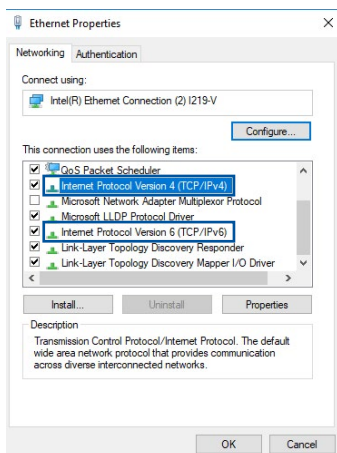 Ethernet Properties
Networking
Authentication
Connect using:
Intel(R) Ethernet Connection (2) I219-V
Configure...
This connection uses the following items:
QoS Packet Scheduler
Internet Protocol Version 4 (TCP/IPv4)
Microsoft Network Adapter Multiplexor Protocol
Microsoft LLDP Protocol Driver
Internet Protocol Version 6 (TCP/IPv6)
Link-Layer Topology Discovery Responder
Link-Layer Topology Discovery Mapper I/O Driver
Install...
Uninstall
Properties
Description
Transmission Control Protocol/Internet Protocol. The default
wide area network protocol that provides communication
across diverse interconnected networks.
OK
Cancel